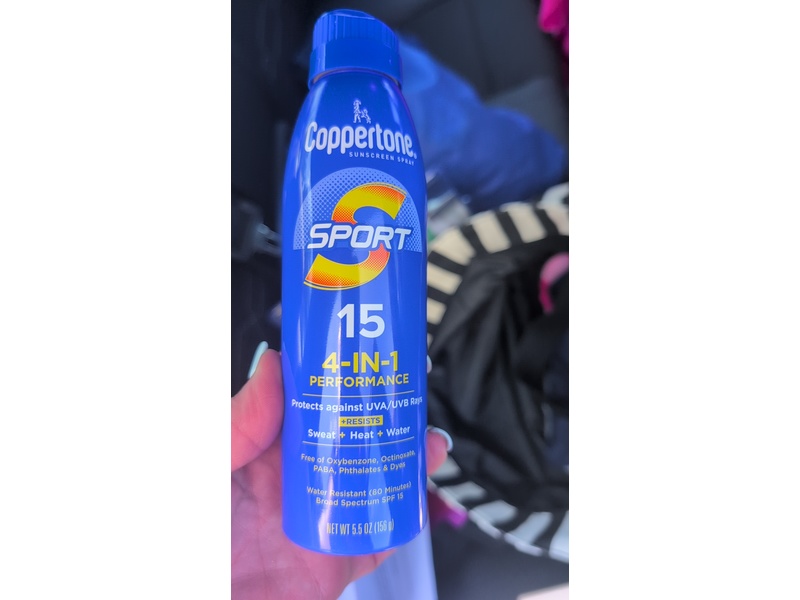 Coppertone®
SUNSCREEN SPRAY
SPORT
15
4-IN-1
PERFORMANCE
Protects against UVA/UVB Rays
+RESISTS
Sweat + Heat + Water
Free of Oxybenzone, Octinoxate,
PABA, Phthalates & Dyes
Water Resistant (80 Minutes)
Broad Spectrum SPF 15
NET WT 5.5 OZ (156 g)